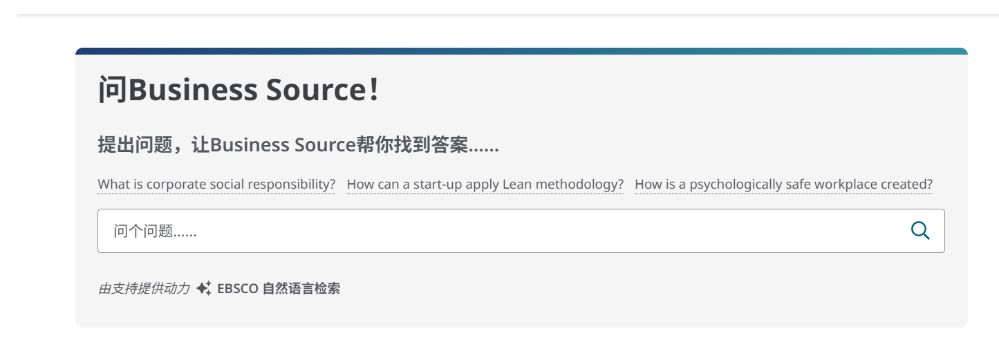 问Business Source！
提出问题，让Business Source帮你找到答案……
What is corporate social responsibility? How can a start-up apply Lean methodology? How is a psychologically safe workplace created?
问个问题……
由支持提供动力 EBSCO 自然语言检索